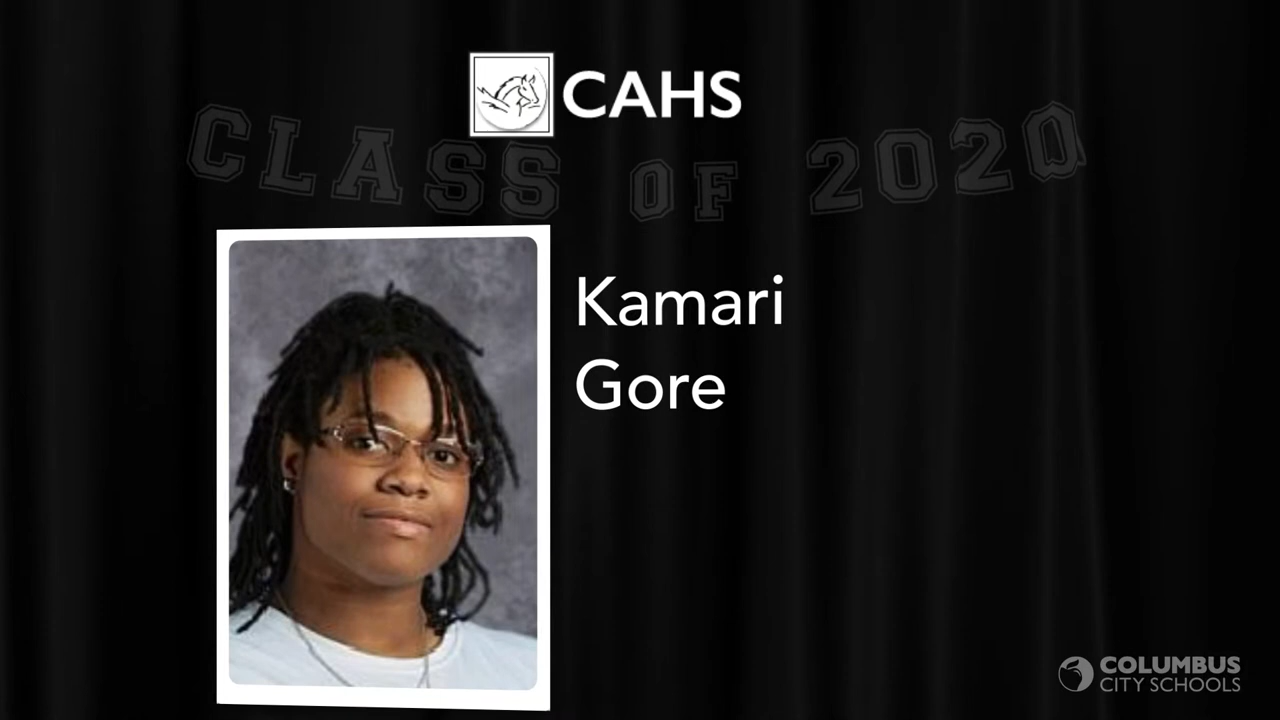 CAHS
CLASS OF 2020
Kamari
Gore
COLUMBUS
CITY SCHOOLS